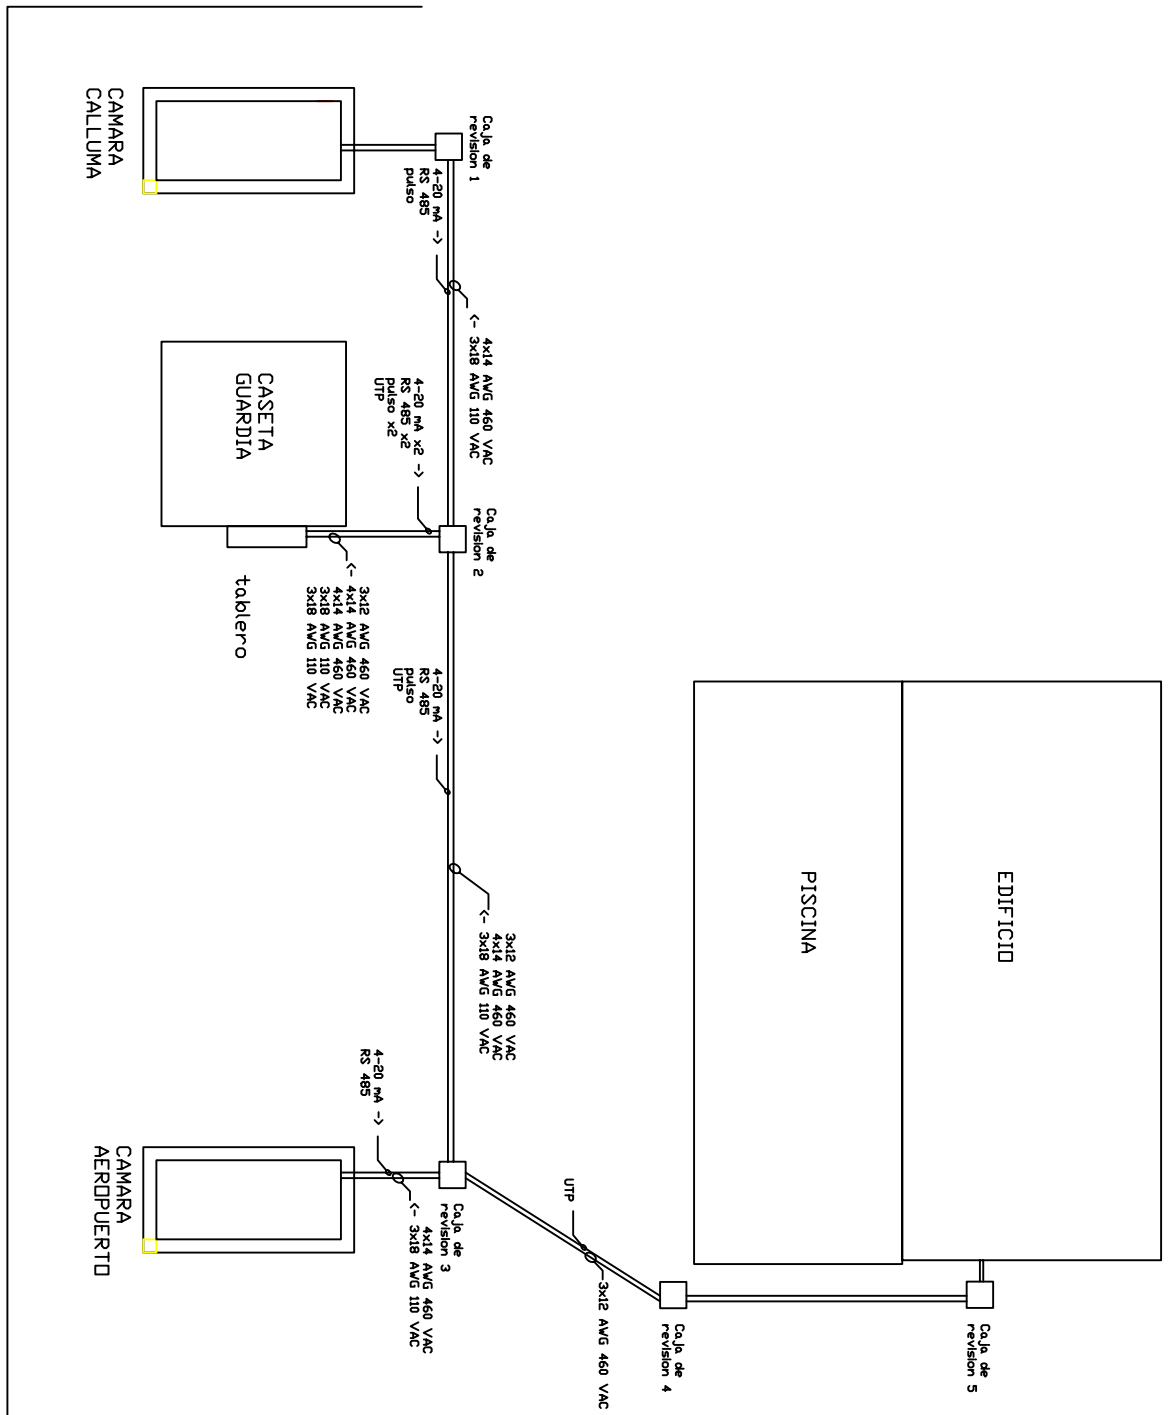 CAMARA
CALLUMA
Caja de
revision 1
4-20 mA ->
RS 485
pulso
4x14 AWG 460 VAC
<- 3x18 AWG 110 VAC
CASETA
GUARDIA
4-20 mA x2 ->
RS 485 x2
pulso x2
UTP
Caja de
revision 2
tablero
3x12 AWG 460 VAC
<- 4x14 AWG 460 VAC
4x14 AWG 460 VAC
3x18 AWG 110 VAC
3x18 AWG 110 VAC
4-20 mA ->
RS 485
pulso
UTP
3x12 AWG 460 VAC
4x14 AWG 460 VAC
<- 3x18 AWG 110 VAC
EDIFICIO
PISCINA
4-20 mA ->
RS 485
CAMARA
AEROPUERTO
Caja de
revision 3
4x14 AWG 460 VAC
<- 3x18 AWG 110 VAC
UTP
3x12 AWG 460 VAC
Caja de
revision 4
Caja de
revision 5